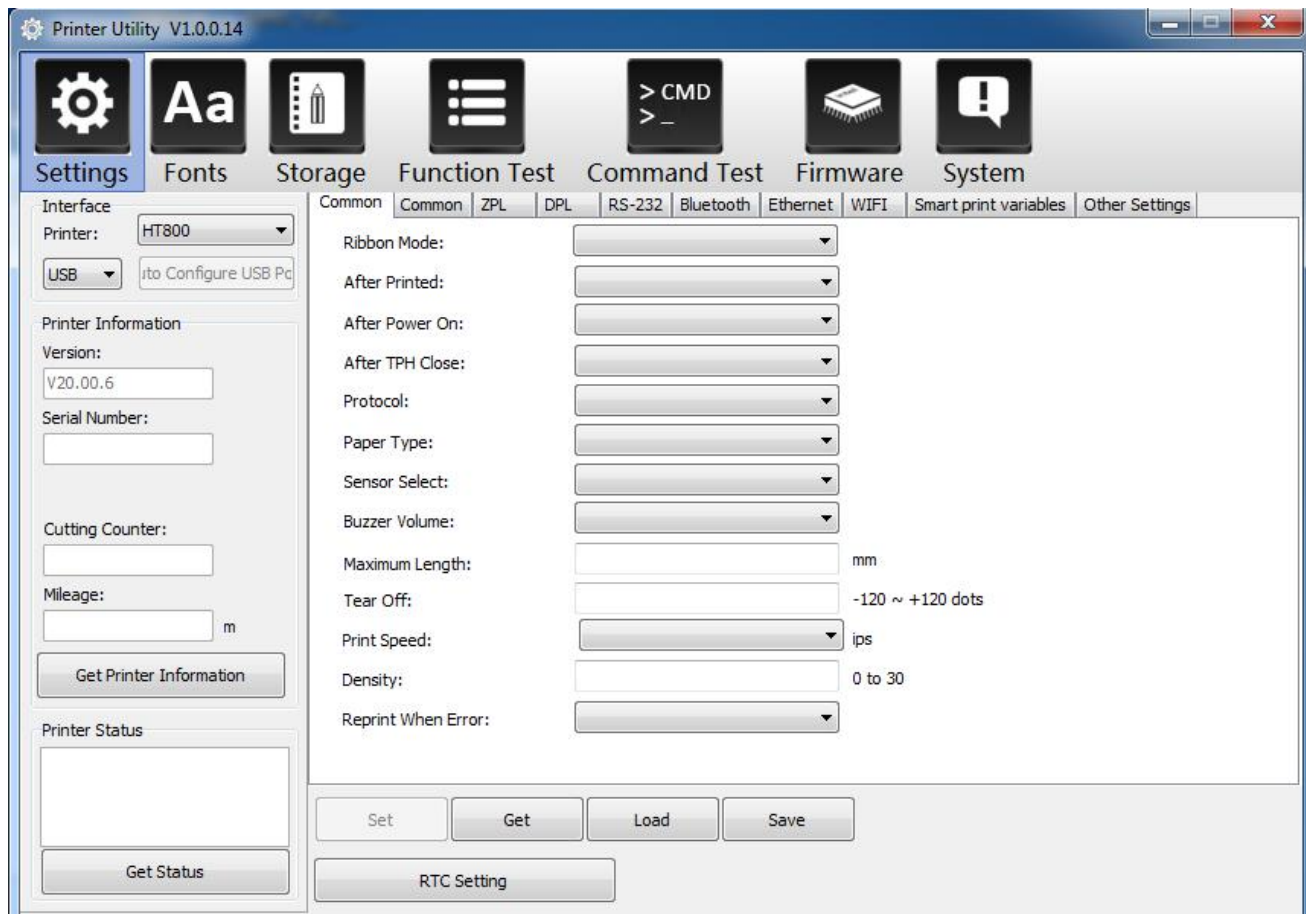 Printer Utility V1.0.0.14
Aa
> CMD
> _
Settings Fonts Storage Function Test Command Test Firmware System
Interface
Printer: HT800
USB uto Configure USB Po
Printer Information
Version:
V20.00.6
Serial Number:
Cutting Counter:
Mileage:
m
Get Printer Information
Printer Status
Get Status
Common Common ZPL DPL RS-232 Bluetooth Ethernet WIFI Smart print variables Other Settings
Ribbon Mode:
After Printed:
After Power On:
After TPH Close:
Protocol:
Paper Type:
Sensor Select:
Buzzer Volume:
Maximum Length: mm
Tear Off: -120 ~ +120 dots
Print Speed: ips
Density: 0 to 30
Reprint When Error:
Set Get Load Save
RTC Setting